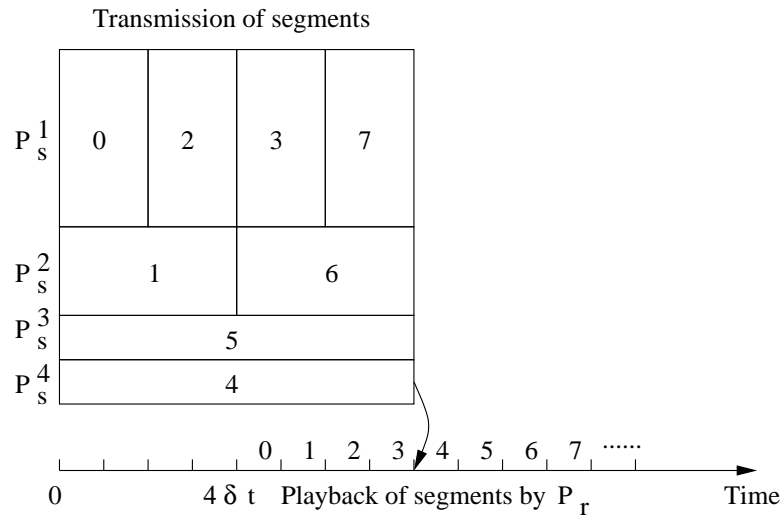 Transmission of segments
P_s^1 0 2 3 7
P_s^2 1 6
P_s^3 5
P_s^4 4
0 1 2 3 4 5 6 7 ......
0 4 δ t Playback of segments by P_r Time